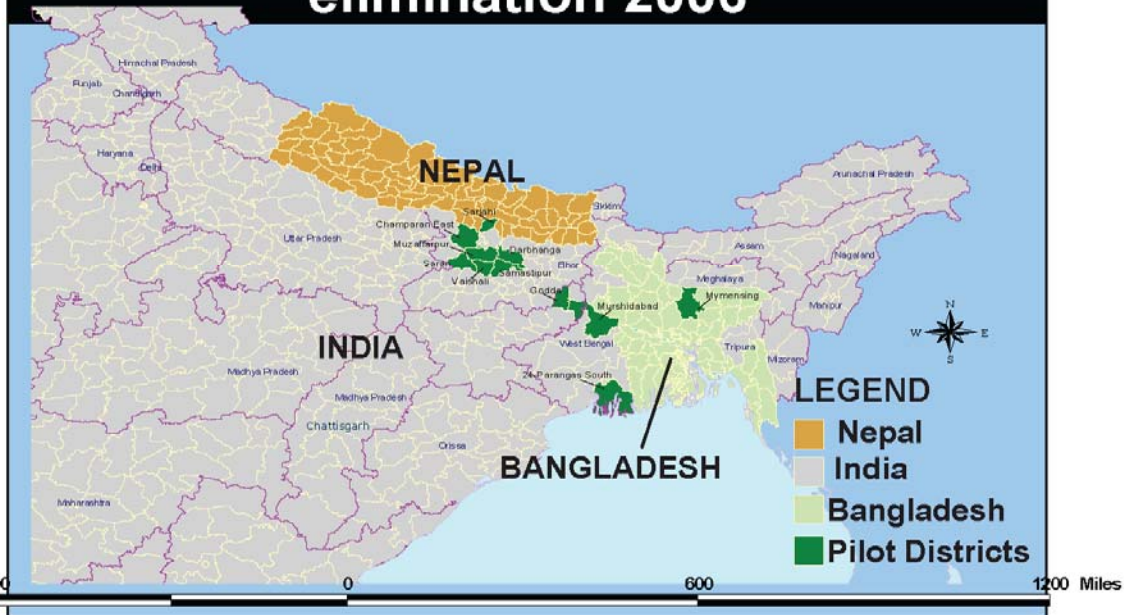 elimination 2006
Himachal Pradesh
Punjab
Chandigarh
Haryana
Delhi
NEPAL
Arunachal Pradesh
Sikkim
Sarlahi
Champaran East
Uttar Pradesh
Muzaffarpur
Darbhanga
Assam
Nagaland
Bihar
Samastipur
Vaishali
Meghalaya
Godda
Mymensing
Murshidabad
Manipur
N
W
E
S
INDIA
West Bengal
Tripura
Mizoram
Madhya Pradesh
24-Parangas South
LEGEND
Madhya Pradesh
Chattisgarh
Nepal
Orissa
BANGLADESH
India
Maharashtra
Bangladesh
Pilot Districts
0
0
600
1200 Miles